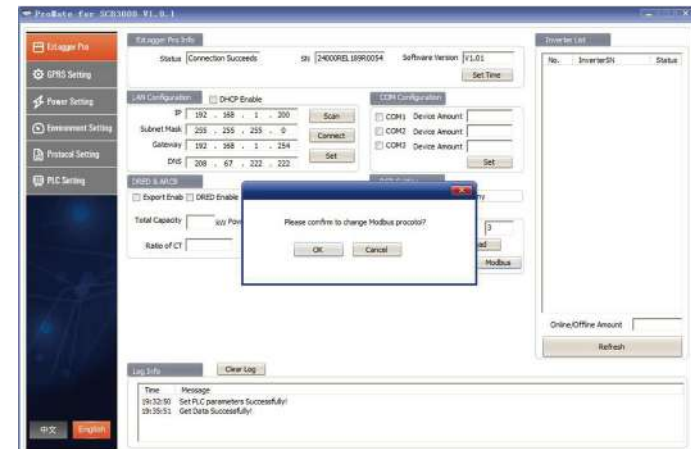 ProMate for SCB3000 V1.0.1
EzLogger Pro
GPRS Setting
Power Setting
Environment Setting
Protocol Setting
PLC Setting
中文
English
EzLogger Pro Info
Status Connection Succeeds SN 24000REL189R0054 Software Version V1.01
Set Time
LAN Configuration DHCP Enable
IP 192 . 168 . 1 . 200 Scan
Subnet Mask 255 . 255 . 255 . 0 Connect
Gateway 192 . 168 . 1 . 254
DNS 208 . 67 . 222 . 222 Set
COM Configuration
COM1 Device Amount
COM2 Device Amount
COM3 Device Amount
Set
DRED & ARCB
Export Enab DRED Enable
Total Capacity kW Pow
Ratio of CT
3
Modbus
Please comfirm to change Modbus procotol?
OK Cancel
Inverter List
No. InverterSN Status
Online/Offline Amount
Refresh
Log Info Clear Log
Time Message
19:32:50 Set PLC parameters Successfully!
19:35:51 Get Data Successfully!